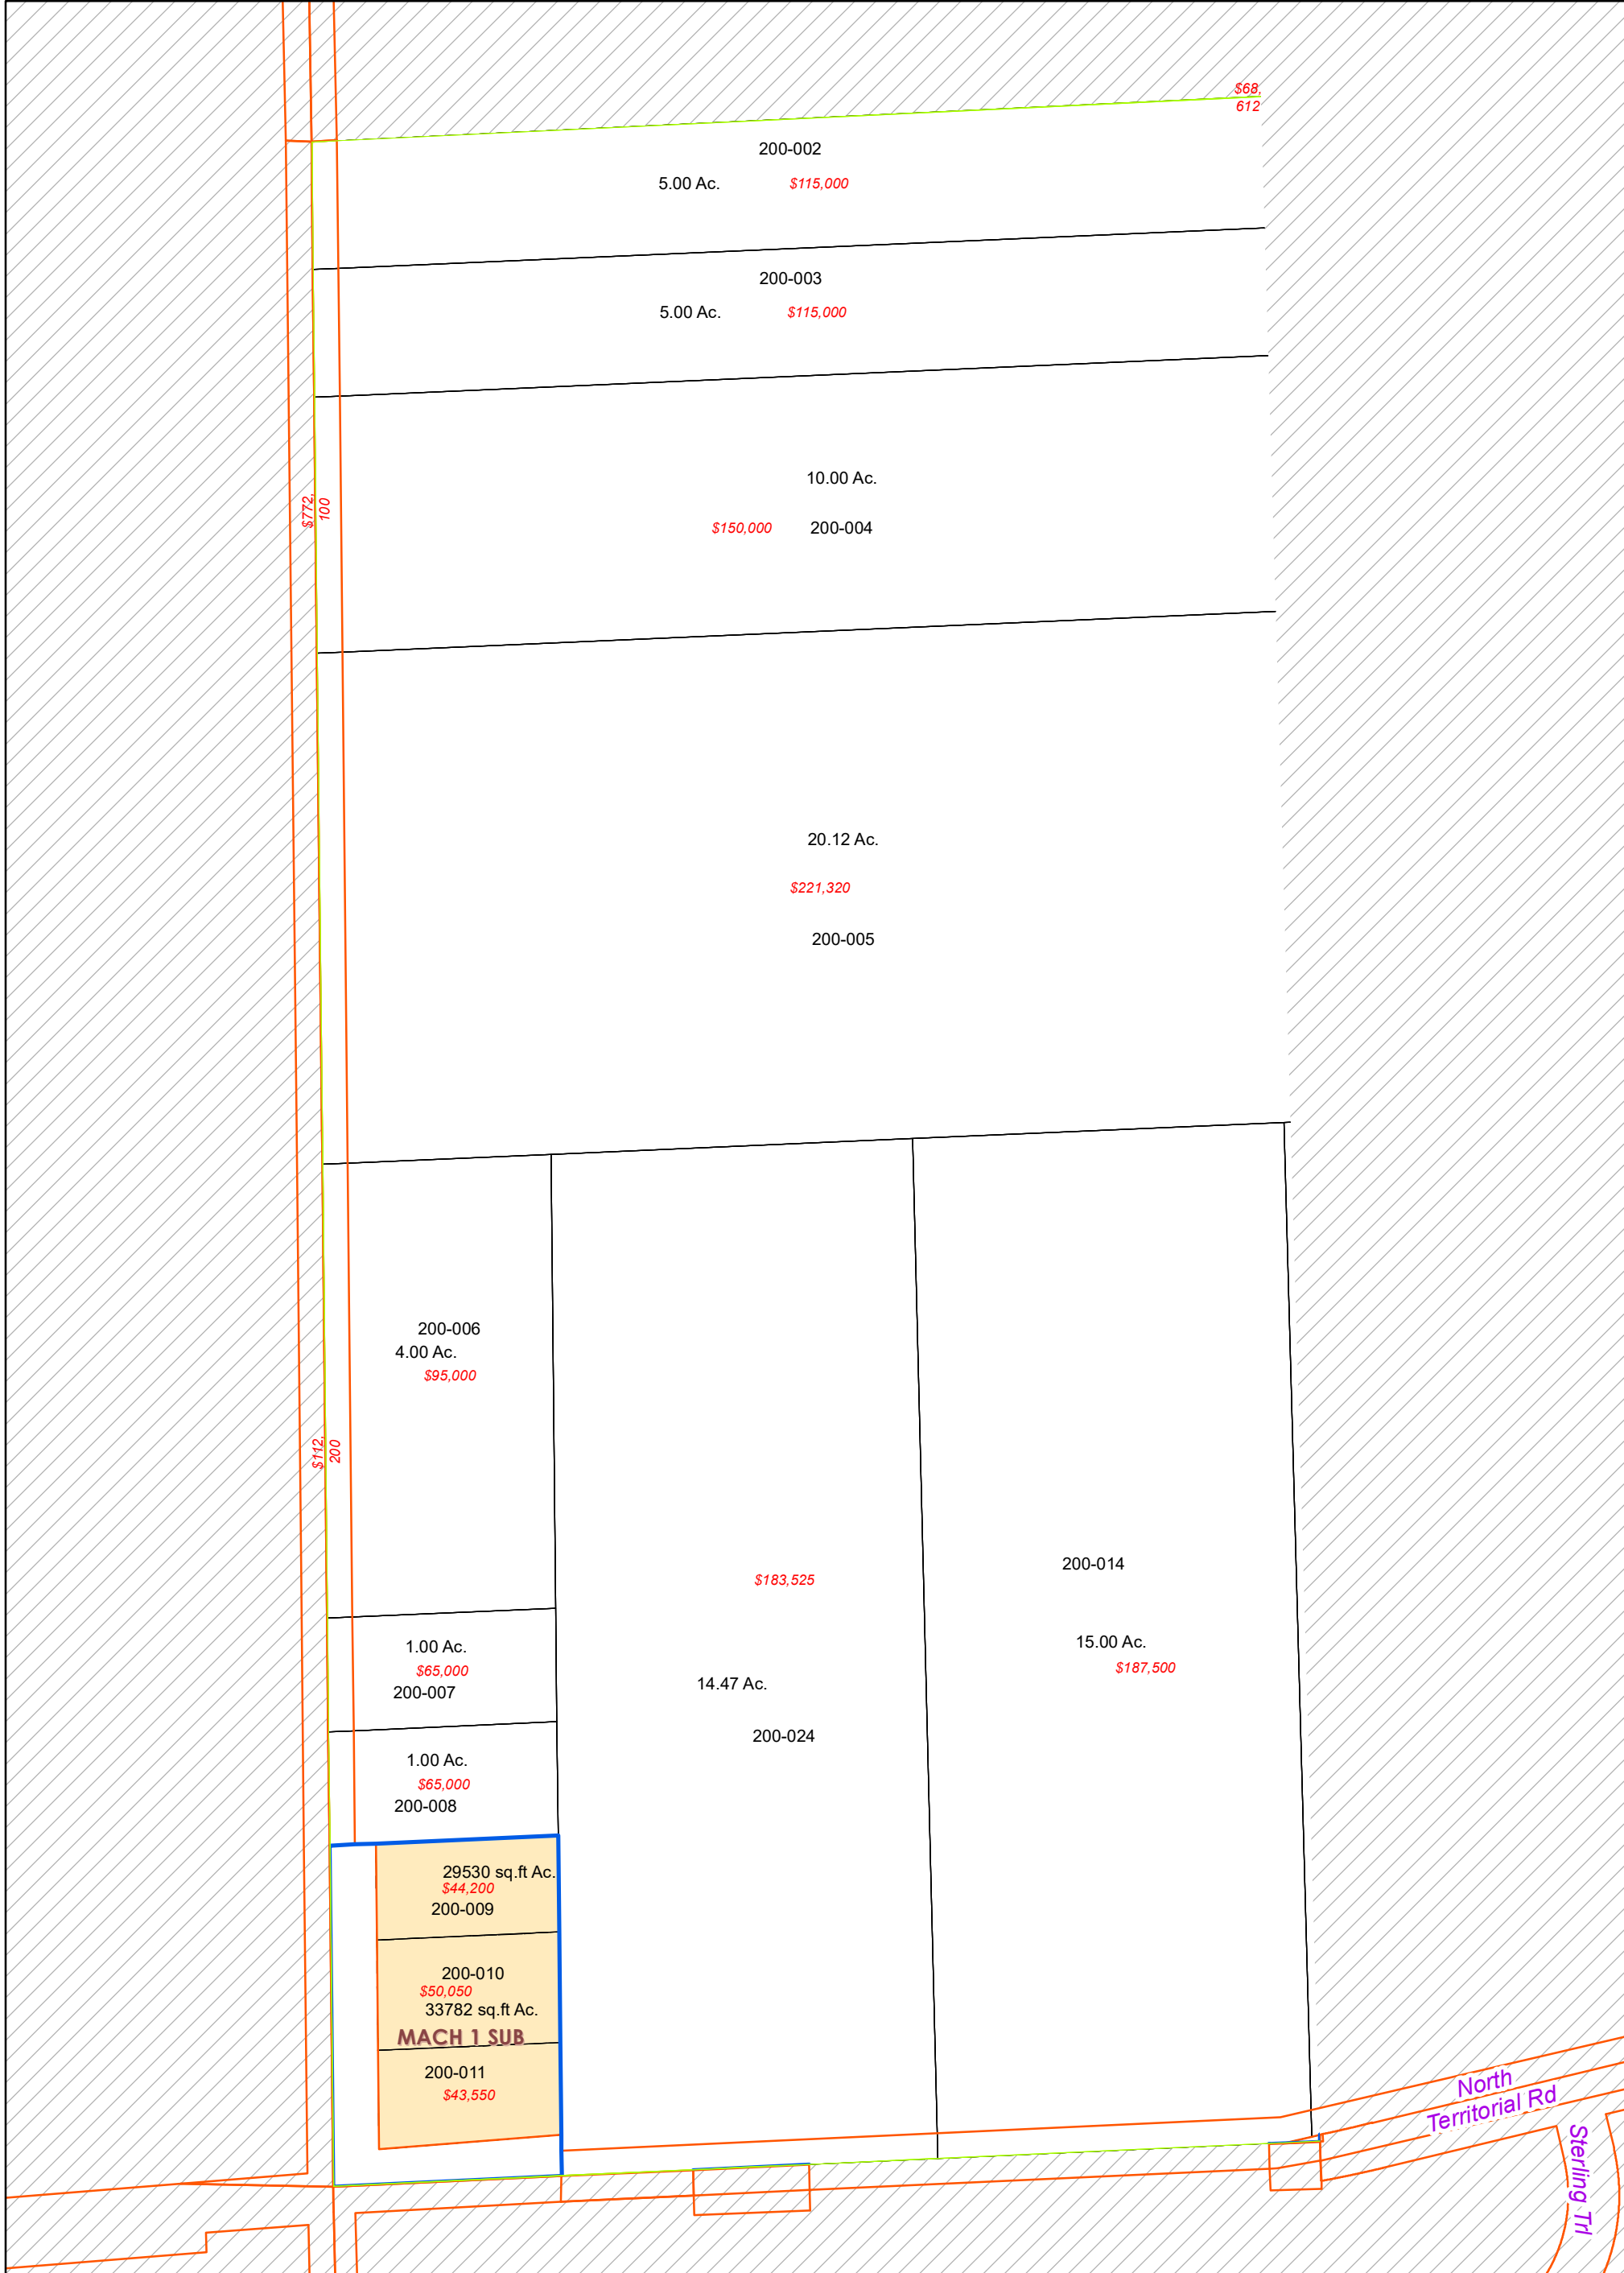 $68,
612
200-002
5.00 Ac. $115,000
200-003
5.00 Ac. $115,000
10.00 Ac.
$772,
100
$150,000 200-004
20.12 Ac.
$221,320
200-005
200-006
4.00 Ac.
$95,000
$112,
200
200-014
$183,525
15.00 Ac.
1.00 Ac.
$65,000
$187,500
14.47 Ac.
200-007
200-024
1.00 Ac.
$65,000
200-008
29530 sq.ft Ac.
$44,200
200-009
200-010
$50,050
33782 sq.ft Ac.
MACH 1 SUB
200-011
$43,550
North
Territorial Rd
Sterling Trl